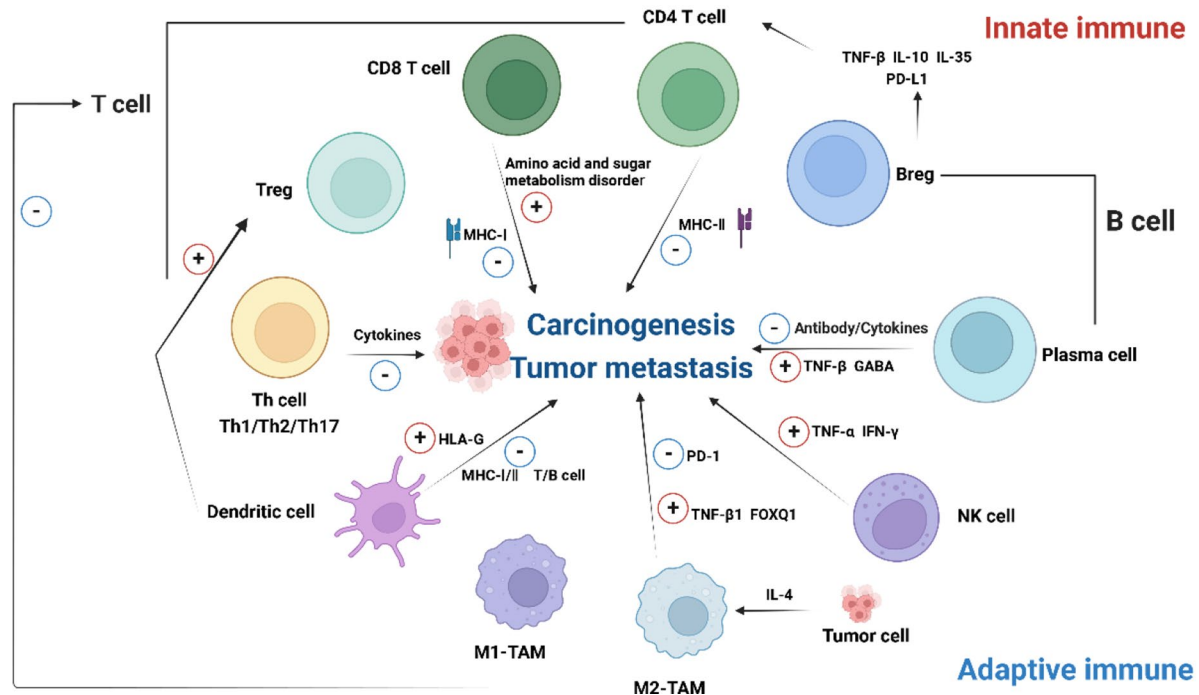 CD4 T cell
Innate immune
TNF-β IL-10 IL-35
PD-L1
CD8 T cell
T cell
Amino acid and sugar
metabolism disorder
+
Treg
Breg
-
MHC-I
-
MHC-II
-
B cell
+
Cytokines
-
Carcinogenesis
Tumor metastasis
-
Antibody/Cytokines
+
TNF-β GABA
Plasma cell
Th cell
Th1/Th2/Th17
+
HLA-G
-
MHC-I/II T/B cell
+
TNF-α IFN-γ
-
PD-1
+
TNF-β1 FOXQ1
Dendritic cell
NK cell
IL-4
Tumor cell
M1-TAM
M2-TAM
Adaptive immune